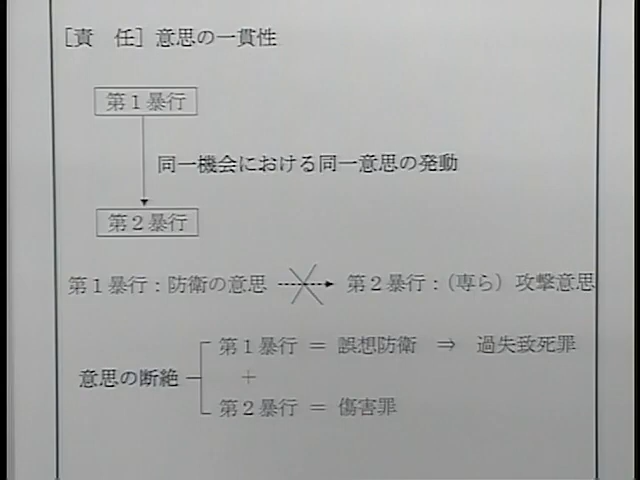 ［責　任］意思の一貫性
第１暴行
同一機会における同一意思の発動
第２暴行
第１暴行：防衛の意思　第２暴行：（専ら）攻撃意思
第１暴行 ＝ 誤想防衛 ⇒ 過失致死罪
意思の断絶 ＋
第２暴行 ＝ 傷害罪